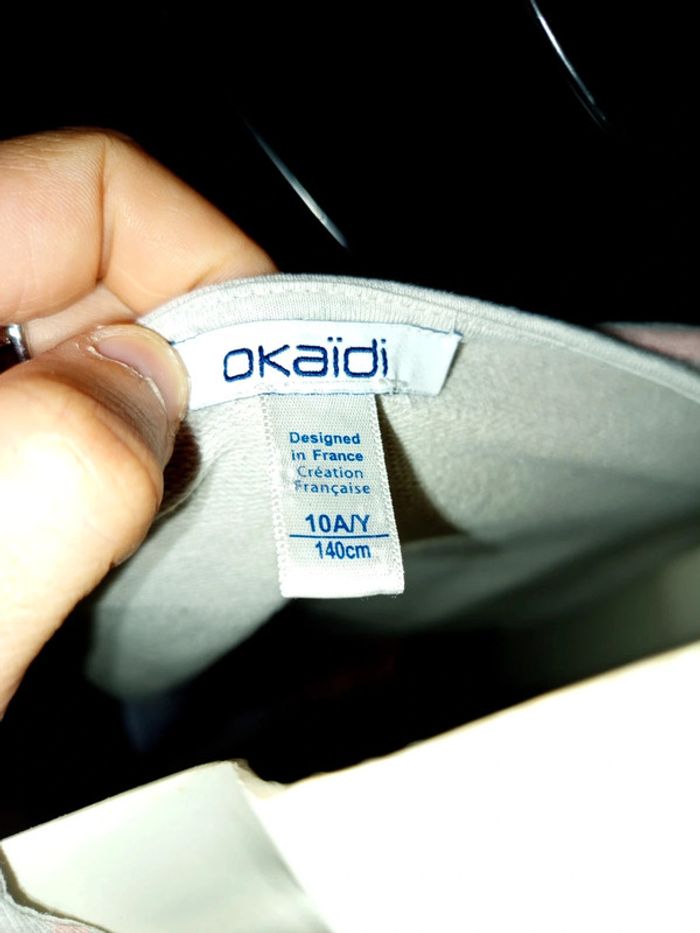 oKaïdi
Designed
in France
Création
Française
10A/Y
140cm